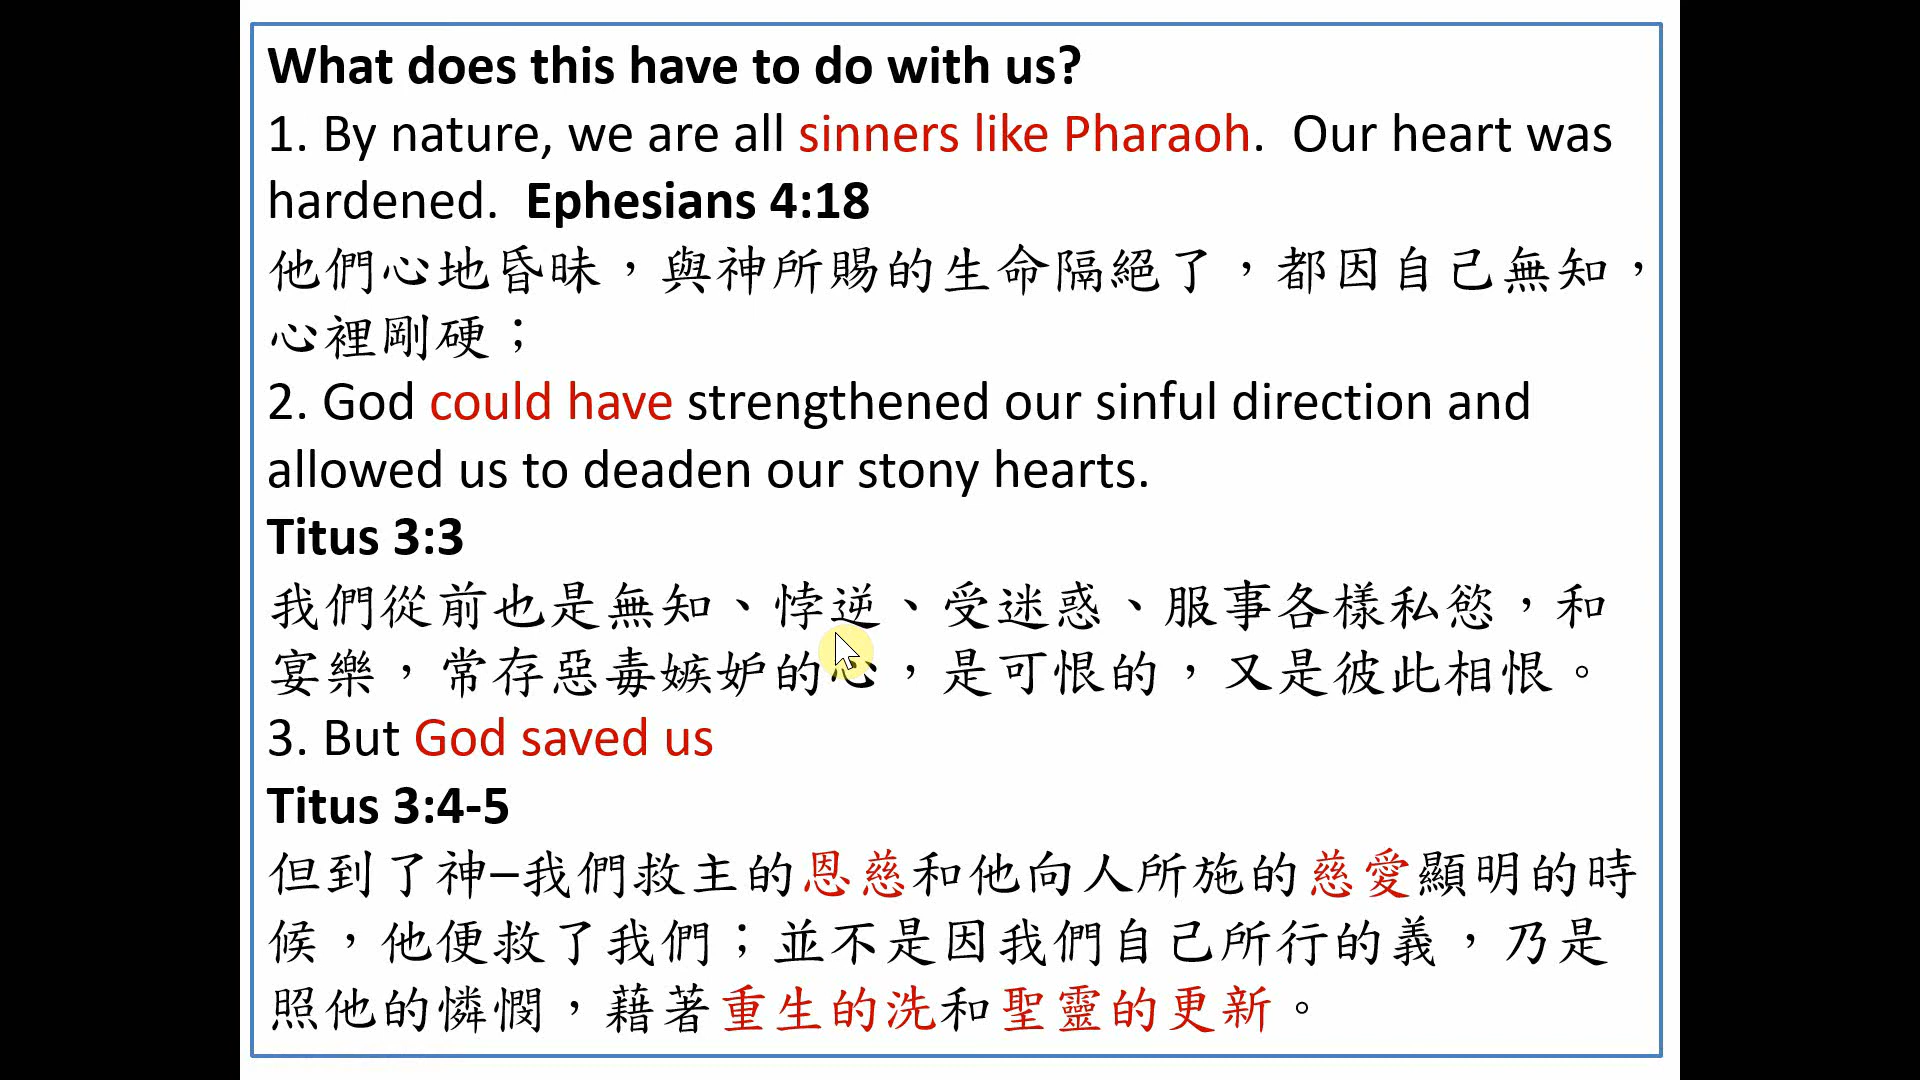 What does this have to do with us?
1. By nature, we are all sinners like Pharaoh. Our heart was
hardened. Ephesians 4:18
他們心地昏昧，與神所賜的生命隔絕了，都因自己無知，
心裡剛硬；
2. God could have strengthened our sinful direction and
allowed us to deaden our stony hearts.
Titus 3:3
我們從前也是無知、悖逆、受迷惑、服事各樣私慾，和
宴樂，常存惡毒嫉妒的心，是可恨的，又是彼此相恨。
3. But God saved us
Titus 3:4-5
但到了神–我們救主的恩慈和他向人所施的慈愛顯明的時
候，他便救了我們；並不是因我們自己所行的義，乃是
照他的憐憫，藉著重生的洗和聖靈的更新。